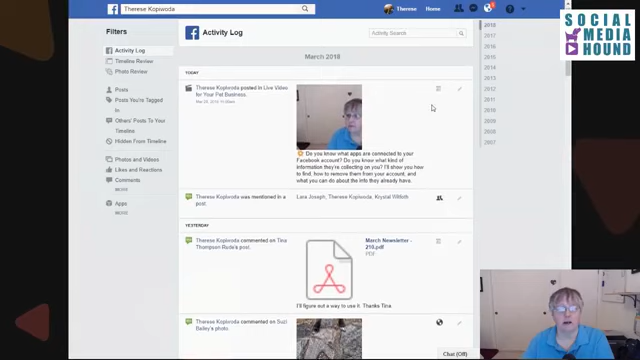 Therese Kopiwoda
Therese
Home
SOCIAL
MEDIA
HOUND
Filters
Activity Log
Timeline Review
Photo Review
Posts
Posts You're Tagged
In
Others' Posts To Your
Timeline
Hidden From Timeline
Photos and Videos
Likes and Reactions
Comments
MORE
Apps
MORE
Activity Log
Activity Search
March 2018
TODAY
Therese Kopiwoda posted in Live Video
for Your Pet Business.
Do you know what apps are connected to your
Facebook account? Do you know what kind of
information they're collecting on you? I'll show you how
to find, how to remove them from your account, and
what you can do about the info they already have.
Therese Kopiwoda was mentioned in a
post.
Lara Joseph, Therese Kopiwoda, Krystal
YESTERDAY
Therese Kopiwoda commented on Tina
Thompson Rude's post.
March Newsletter -
PDF
I'll figure out a way to use it. Thanks Tina.
Therese Kopiwoda commented on Suzi
Bailey's photo
2018
2017
2016
2015
2014
2013
2012
2011
2010
2009
2008
2007
Chat (Off)